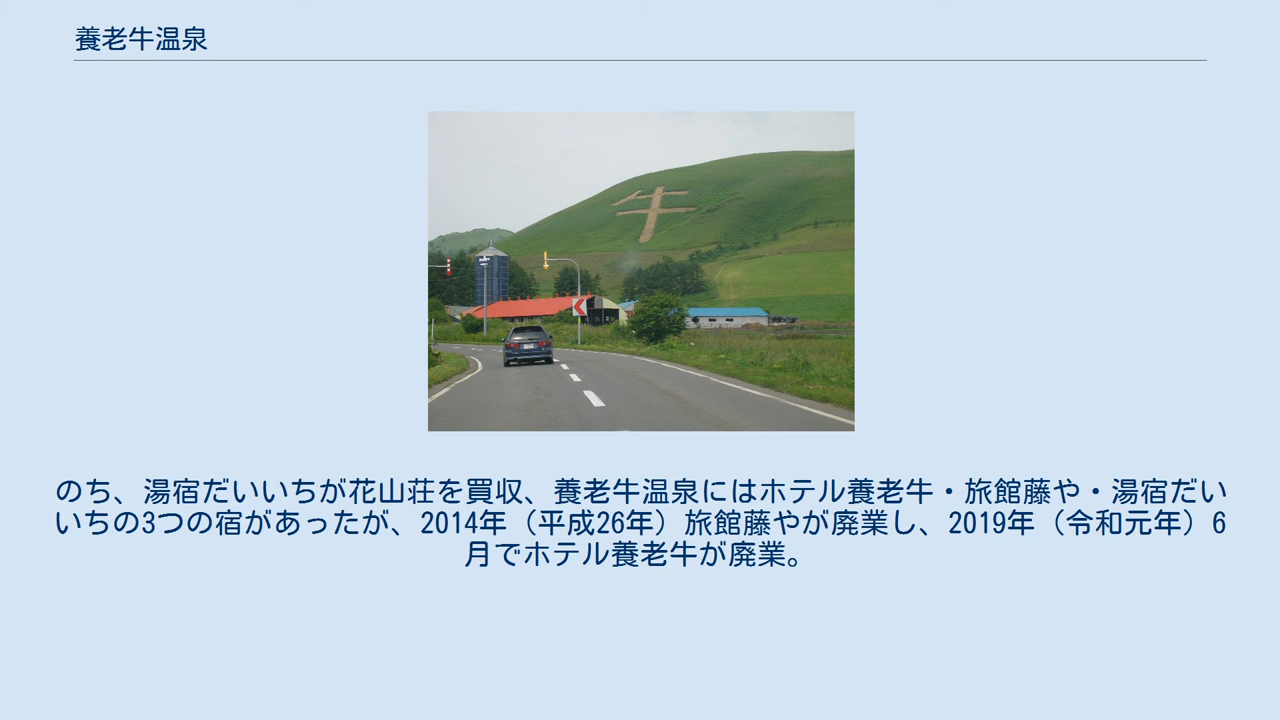 養老牛温泉
牛
のち、湯宿だいいちが花山荘を買収、養老牛温泉にはホテル養老牛・旅館藤や・湯宿だい
いちの3つの宿があったが、2014年（平成26年）旅館藤やが廃業し、2019年（令和元年）6
月でホテル養老牛が廃業。